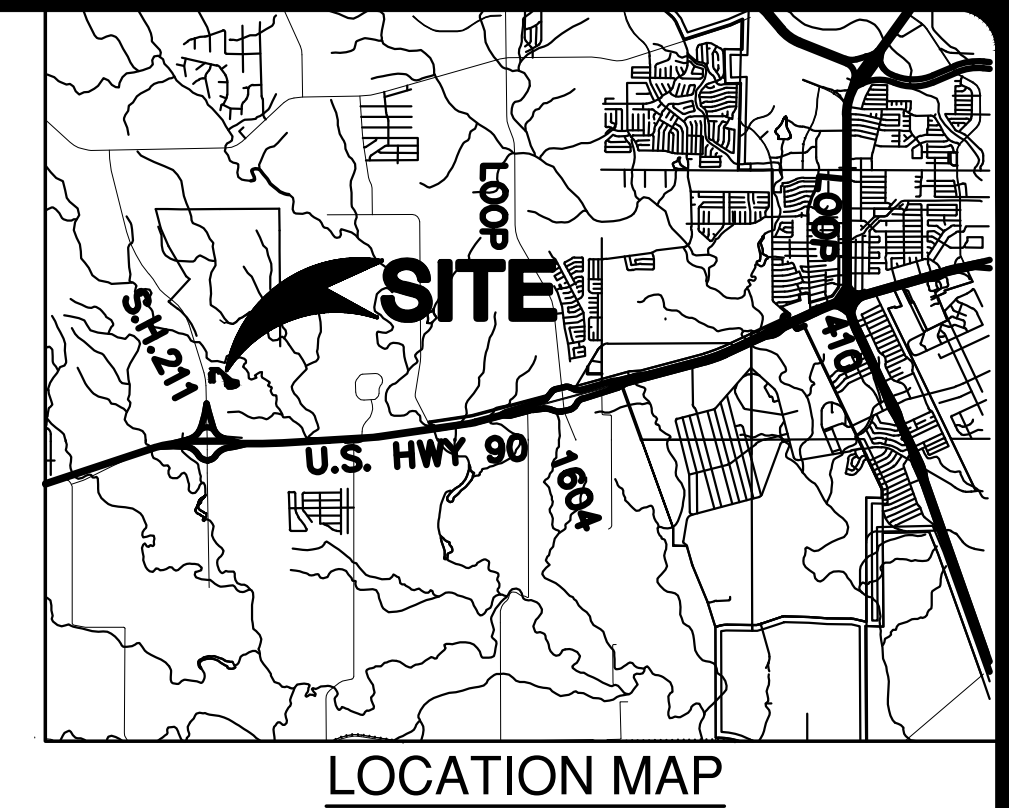 LOOP
LOOP
SITE
S.H.211
410
U.S. HWY 90
1604
LOCATION MAP